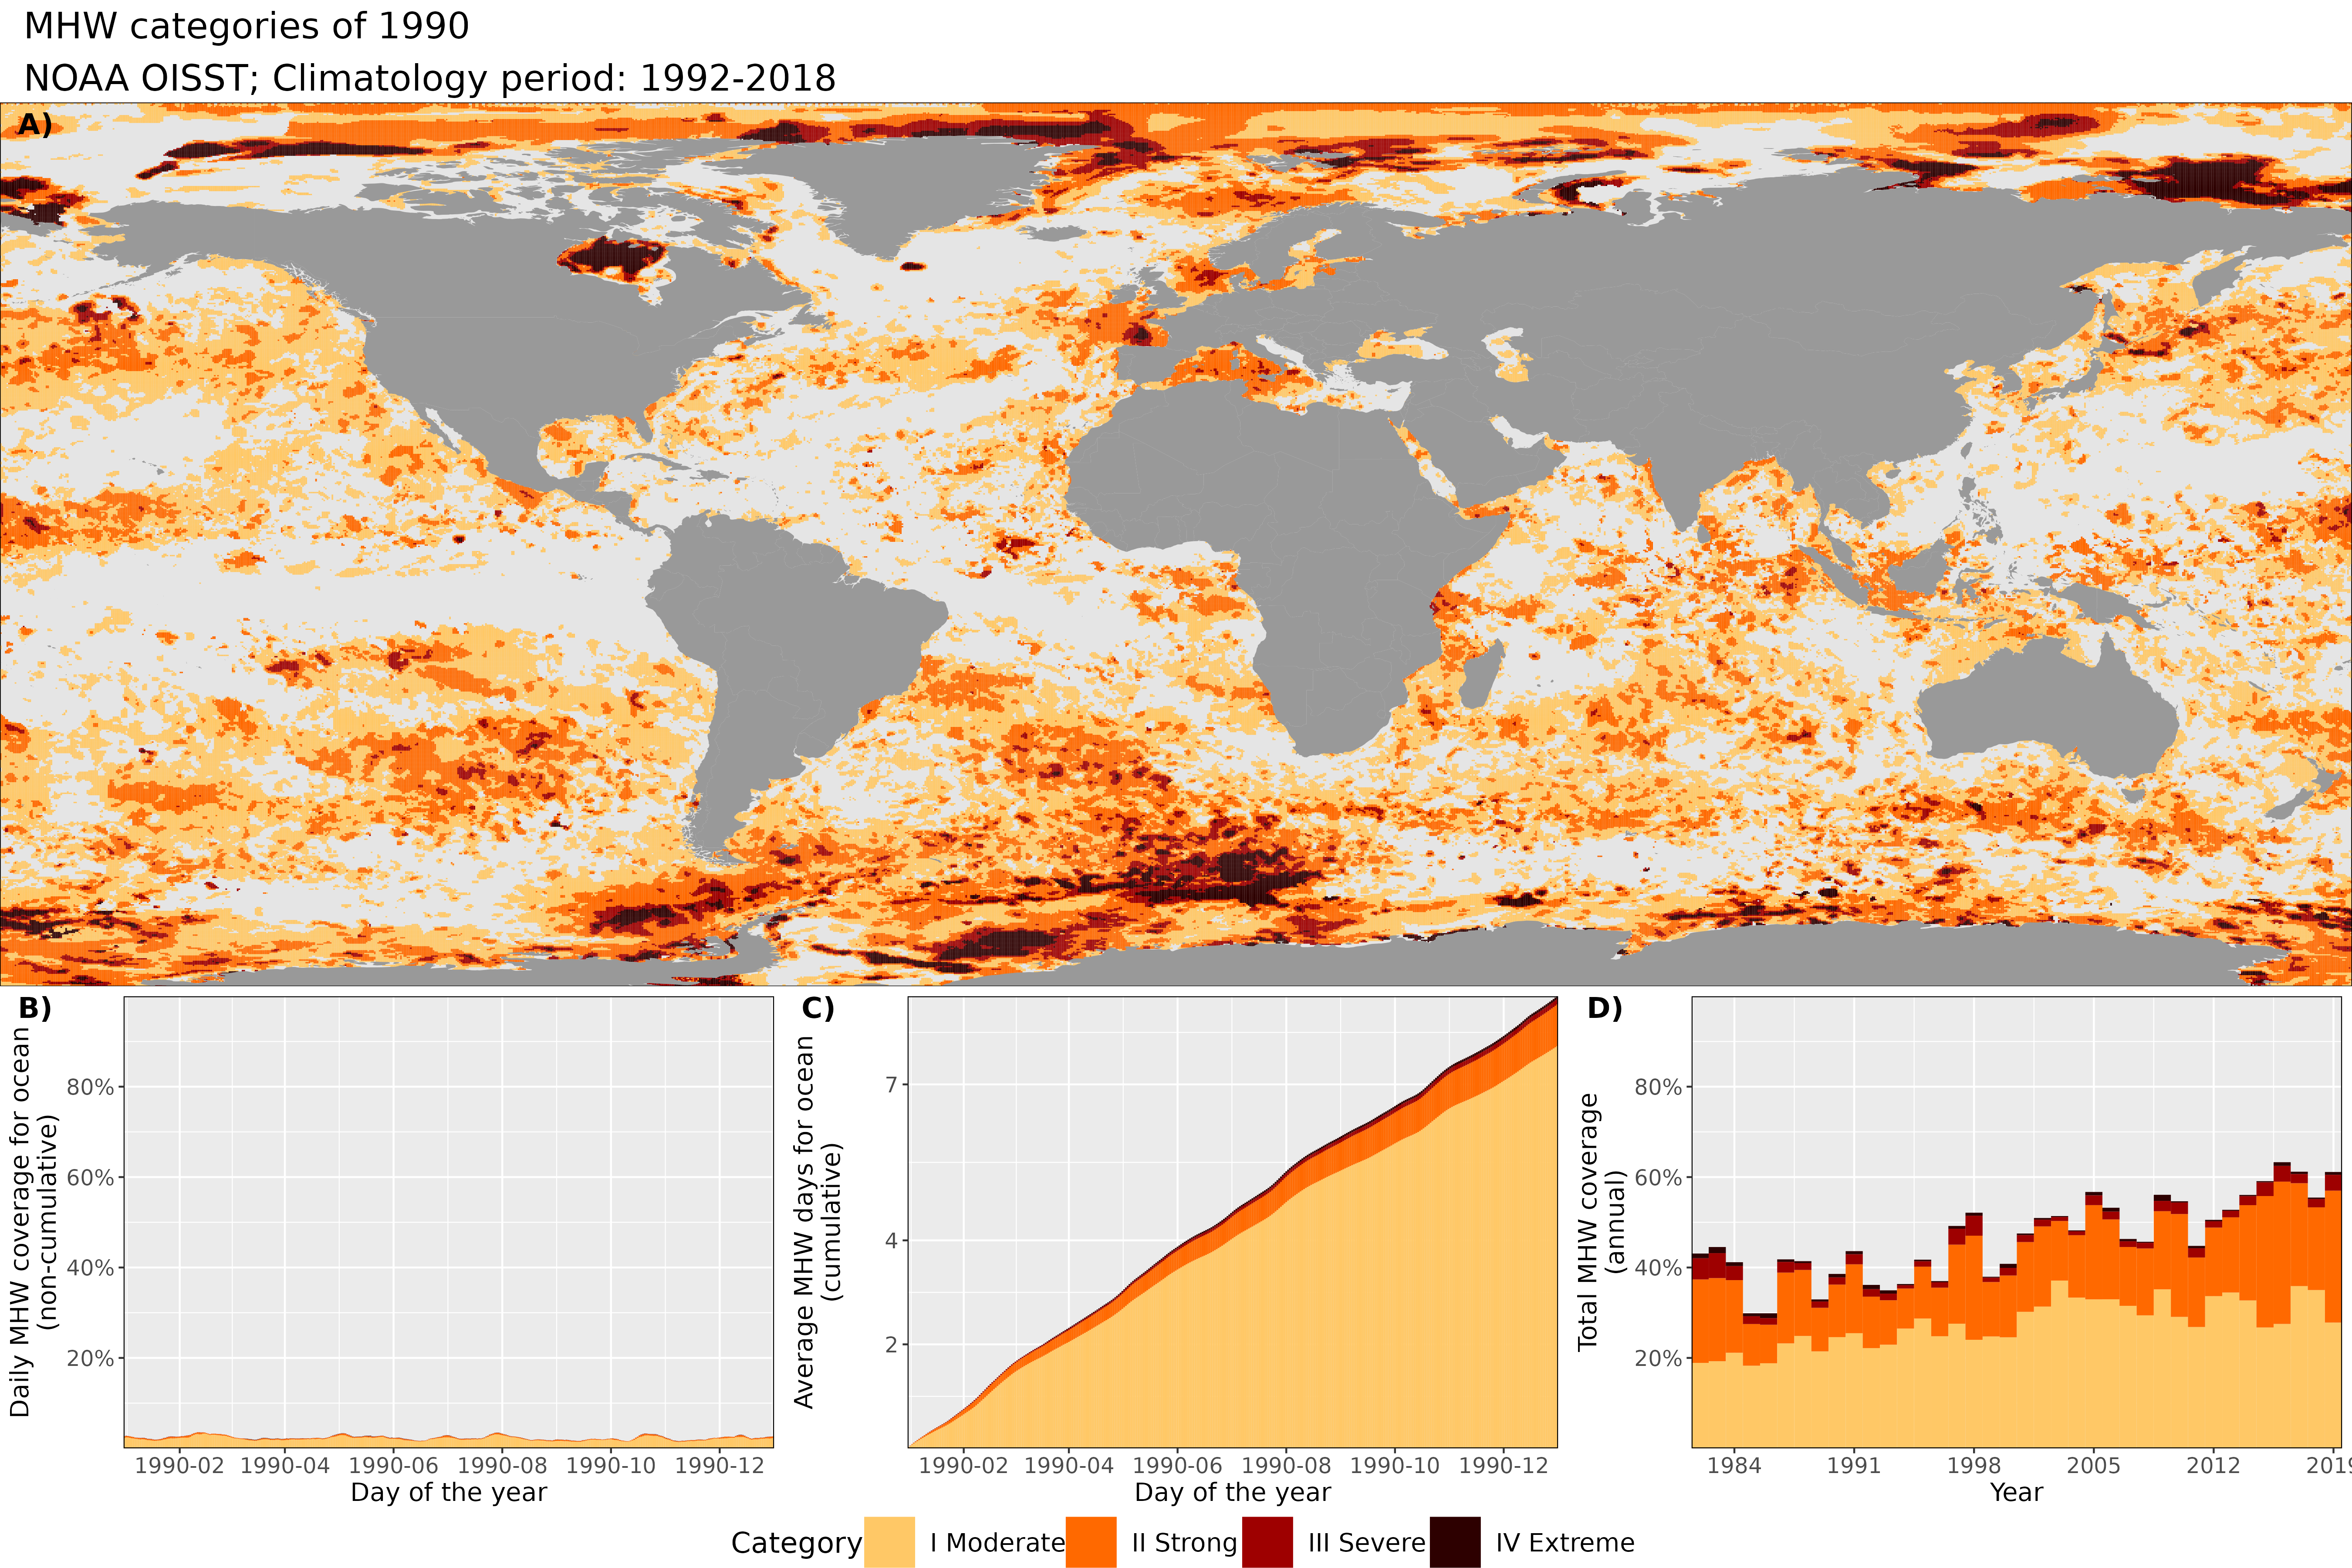 MHW categories of 1990
NOAA OISST; Climatology period: 1992-2018
A)
B)
Daily MHW coverage for ocean
(non-cumulative)
80%
60%
40%
20%
1990-02 1990-04 1990-06 1990-08 1990-10 1990-12
Day of the year
C)
Average MHW days for ocean
(cumulative)
7
4
2
1990-02 1990-04 1990-06 1990-08 1990-10 1990-12
Day of the year
D)
Total MHW coverage
(annual)
80%
60%
40%
20%
1984 1991 1998 2005 2012 2019
Year
Category I Moderate II Strong III Severe IV Extreme